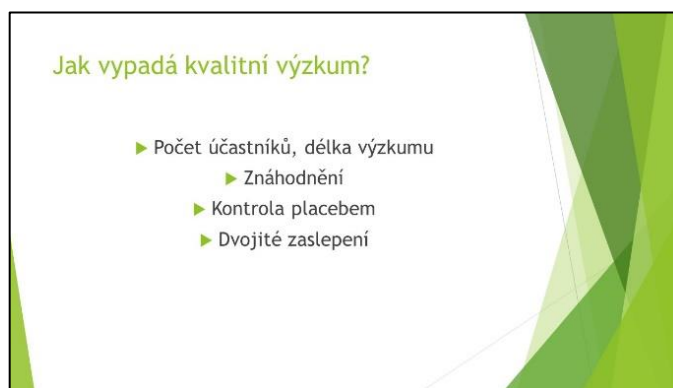 Jak vypadá kvalitní výzkum?
Počet účastníků, délka výzkumu
Znáhodnění
Kontrola placebem
Dvojité zaslepení